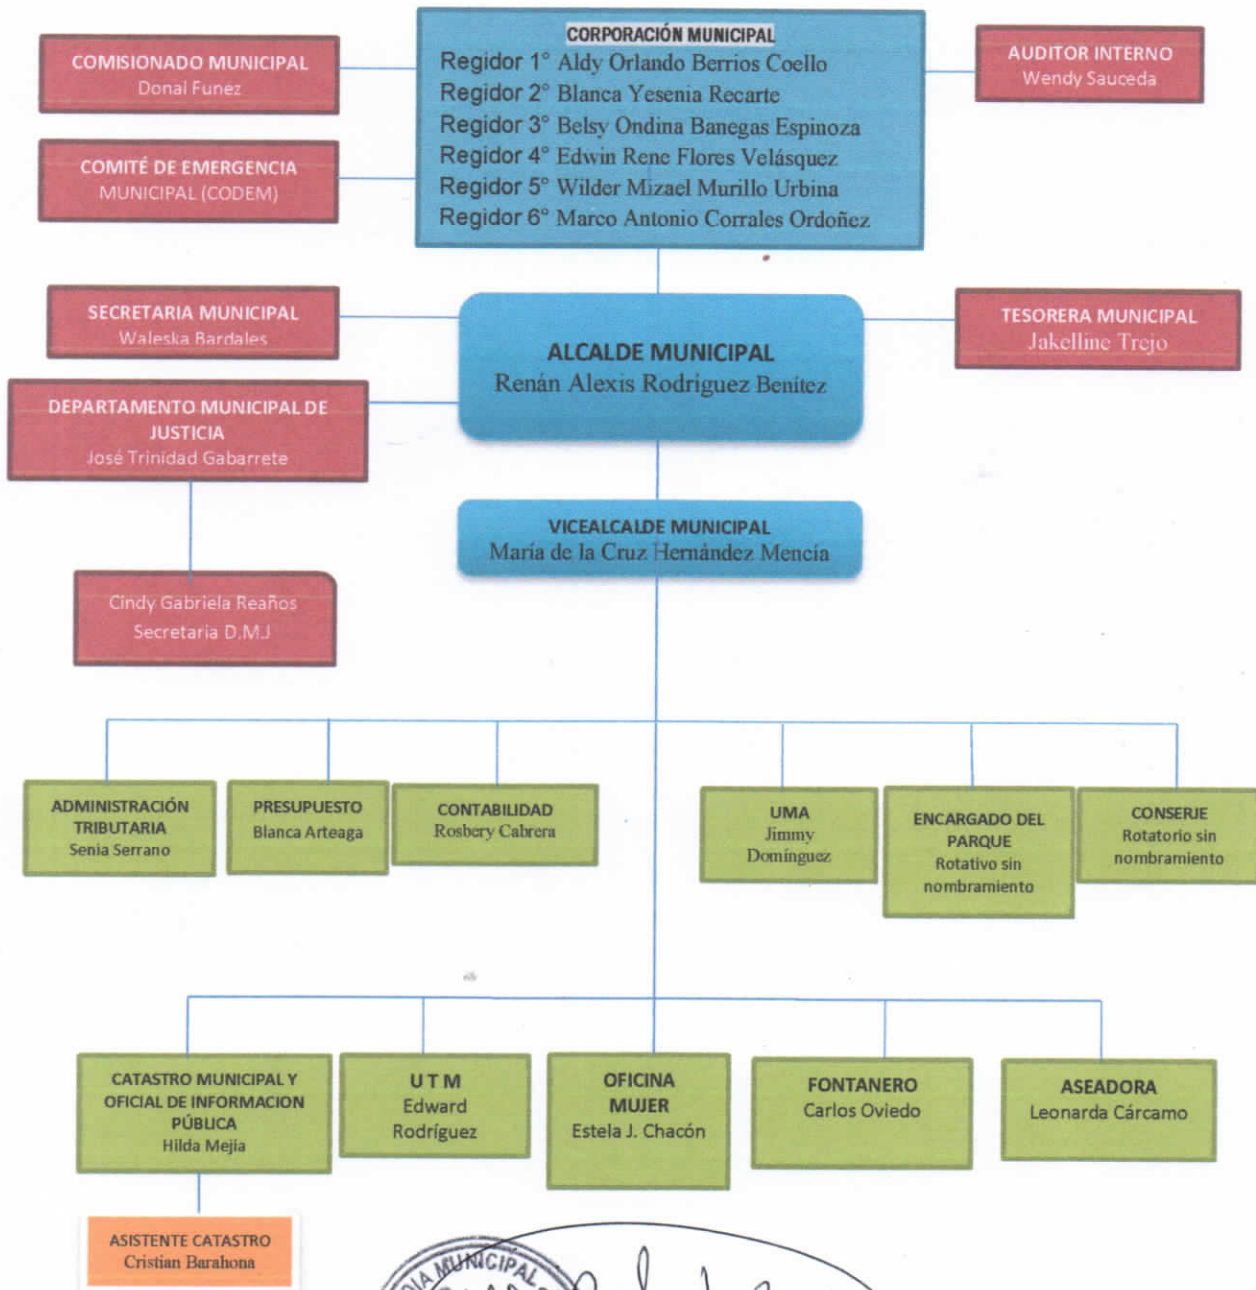 CORPORACIÓN MUNICIPAL
Regidor 1° Aldy Orlando Berrios Coello
Regidor 2° Blanca Yesenia Recarte
Regidor 3° Belsy Ondina Banegas Espinoza
Regidor 4° Edwin Rene Flores Velásquez
Regidor 5° Wilder Mizael Murillo Urbina
Regidor 6° Marco Antonio Corrales Ordoñez
COMISIONADO MUNICIPAL
Donal Funez
AUDITOR INTERNO
Wendy Sauceda
COMITÉ DE EMERGENCIA
MUNICIPAL (CODEM)
SECRETARIA MUNICIPAL
Waleska Bardales
ALCALDE MUNICIPAL
Renán Alexis Rodríguez Benítez
TESORERA MUNICIPAL
Jakelline Trejo
DEPARTAMENTO MUNICIPAL DE
JUSTICIA
José Trinidad Gabarrete
VICEALCALDE MUNICIPAL
María de la Cruz Hernández Mencía
Cindy Gabriela Reaños
Secretaria D.M.J
ADMINISTRACIÓN
TRIBUTARIA
Senia Serrano
PRESUPUESTO
Blanca Arteaga
CONTABILIDAD
Rosbery Cabrera
UMA
Jimmy
Domínguez
ENCARGADO DEL
PARQUE
Rotativo sin
nombramiento
CONSERJE
Rotatorio sin
nombramiento
CATASTRO MUNICIPAL Y
OFICIAL DE INFORMACION
PÚBLICA
Hilda Mejia
U T M
Edward
Rodríguez
OFICINA
MUJER
Estela J. Chacón
FONTANERO
Carlos Oviedo
ASEADORA
Leonarda Cárcamo
ASISTENTE CATASTRO
Cristian Barahona
MUNICIPAL